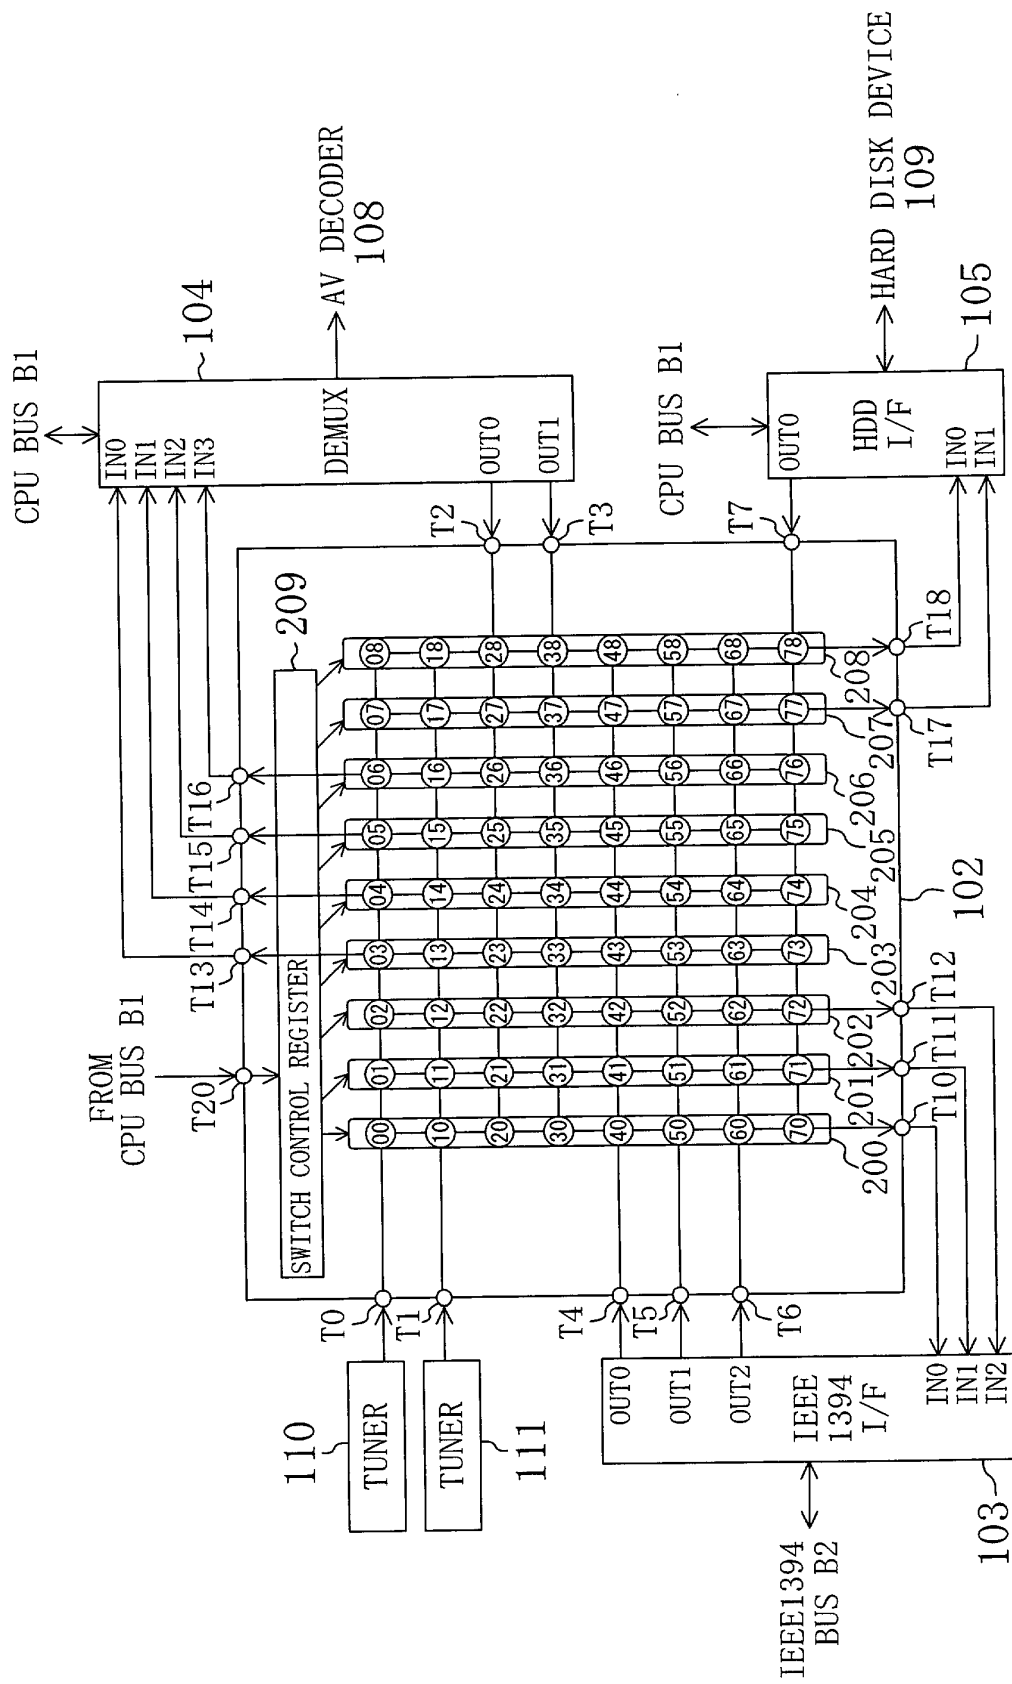 FROM
CPU BUS B1
T20
T13
T14
T15
T16
CPU BUS B1
104
IN0
IN1
IN2
IN3
DEMUX
OUT0
OUT1
AV DECODER
108
SWITCH CONTROL REGISTER
209
110
TUNER
T0
111
TUNER
T1
T2
T3
00 01 02 03 04 05 06 07 08
10 11 12 13 14 15 16 17 18
20 21 22 23 24 25 26 27 28
30 31 32 33 34 35 36 37 38
40 41 42 43 44 45 46 47 48
50 51 52 53 54 55 56 57 58
60 61 62 63 64 65 66 67 68
70 71 72 73 74 75 76 77 78
200 201 202 203 204 205 206 207 208
T4
T5
T6
T7
OUT0
OUT1
OUT2
IEEE
1394
I/F
IN0
IN1
IN2
103
IEEE1394
BUS B2
T10
T11
T12
102
T17
T18
CPU BUS B1
OUT0
HDD
I/F
IN0
IN1
105
HARD DISK DEVICE
109